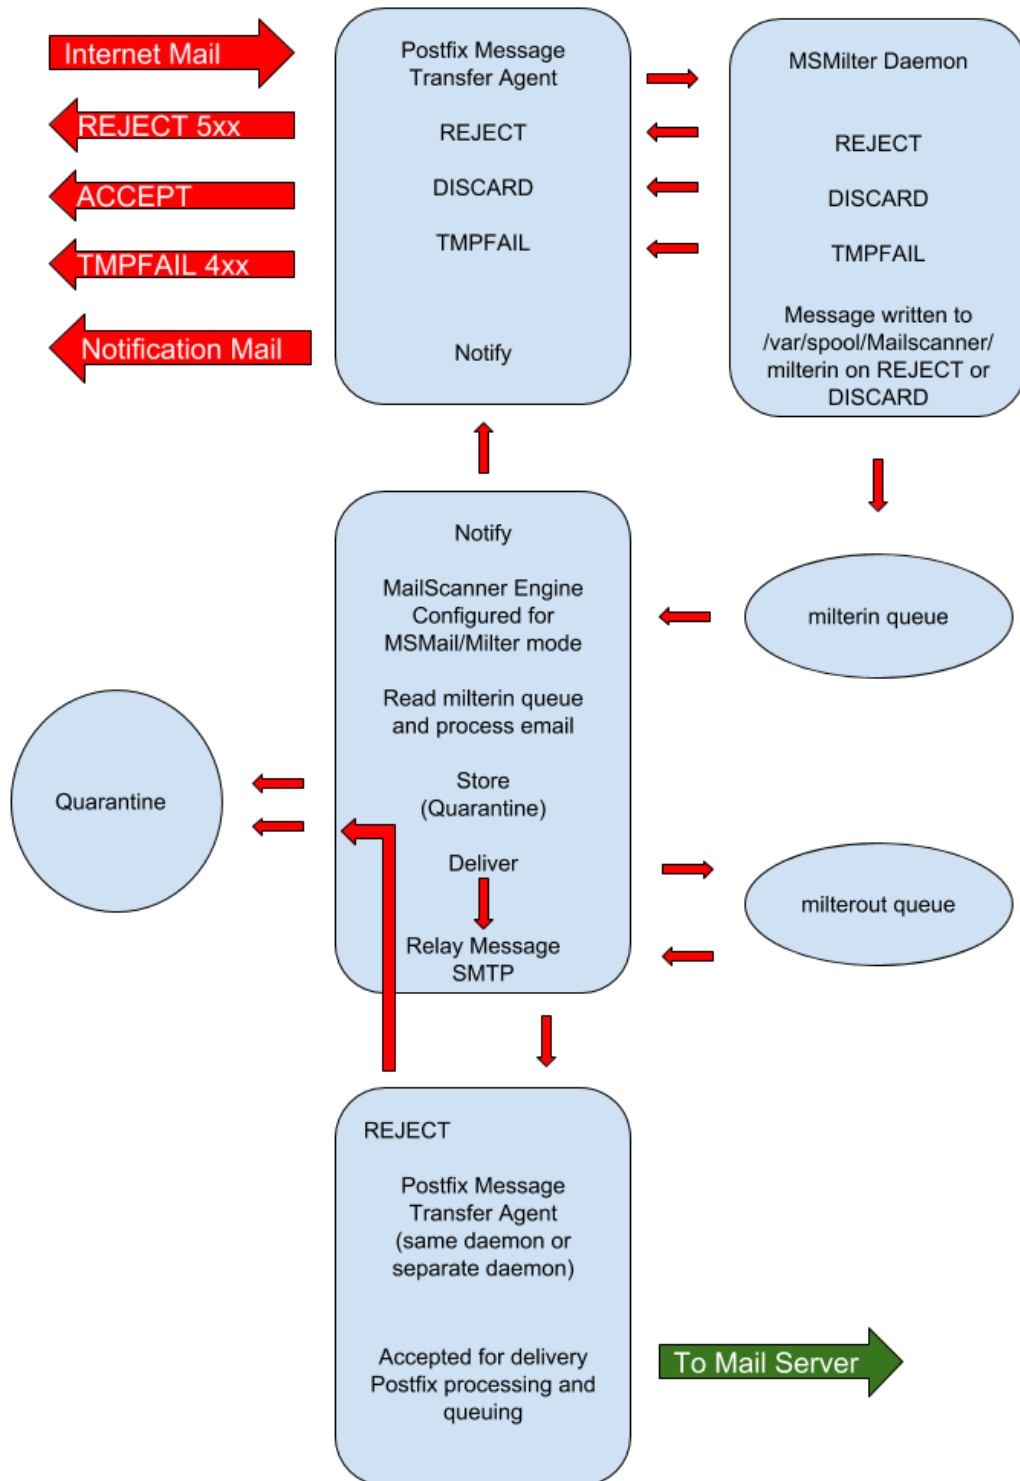 Internet Mail
REJECT 5xx
ACCEPT
TMPFAIL 4xx
Notification Mail
Postfix Message
Transfer Agent
REJECT
DISCARD
TMPFAIL
Notify
MSMilter Daemon
REJECT
DISCARD
TMPFAIL
Message written to
/var/spool/Mailscanner/
milterin on REJECT or
DISCARD
Notify
MailScanner Engine
Configured for
MSMail/Milter mode
Read milterin queue
and process email
Store
(Quarantine)
Deliver
Relay Message
SMTP
milterin queue
Quarantine
milterout queue
REJECT
Postfix Message
Transfer Agent
(same daemon or
separate daemon)
Accepted for delivery
Postfix processing and
queuing
To Mail Server